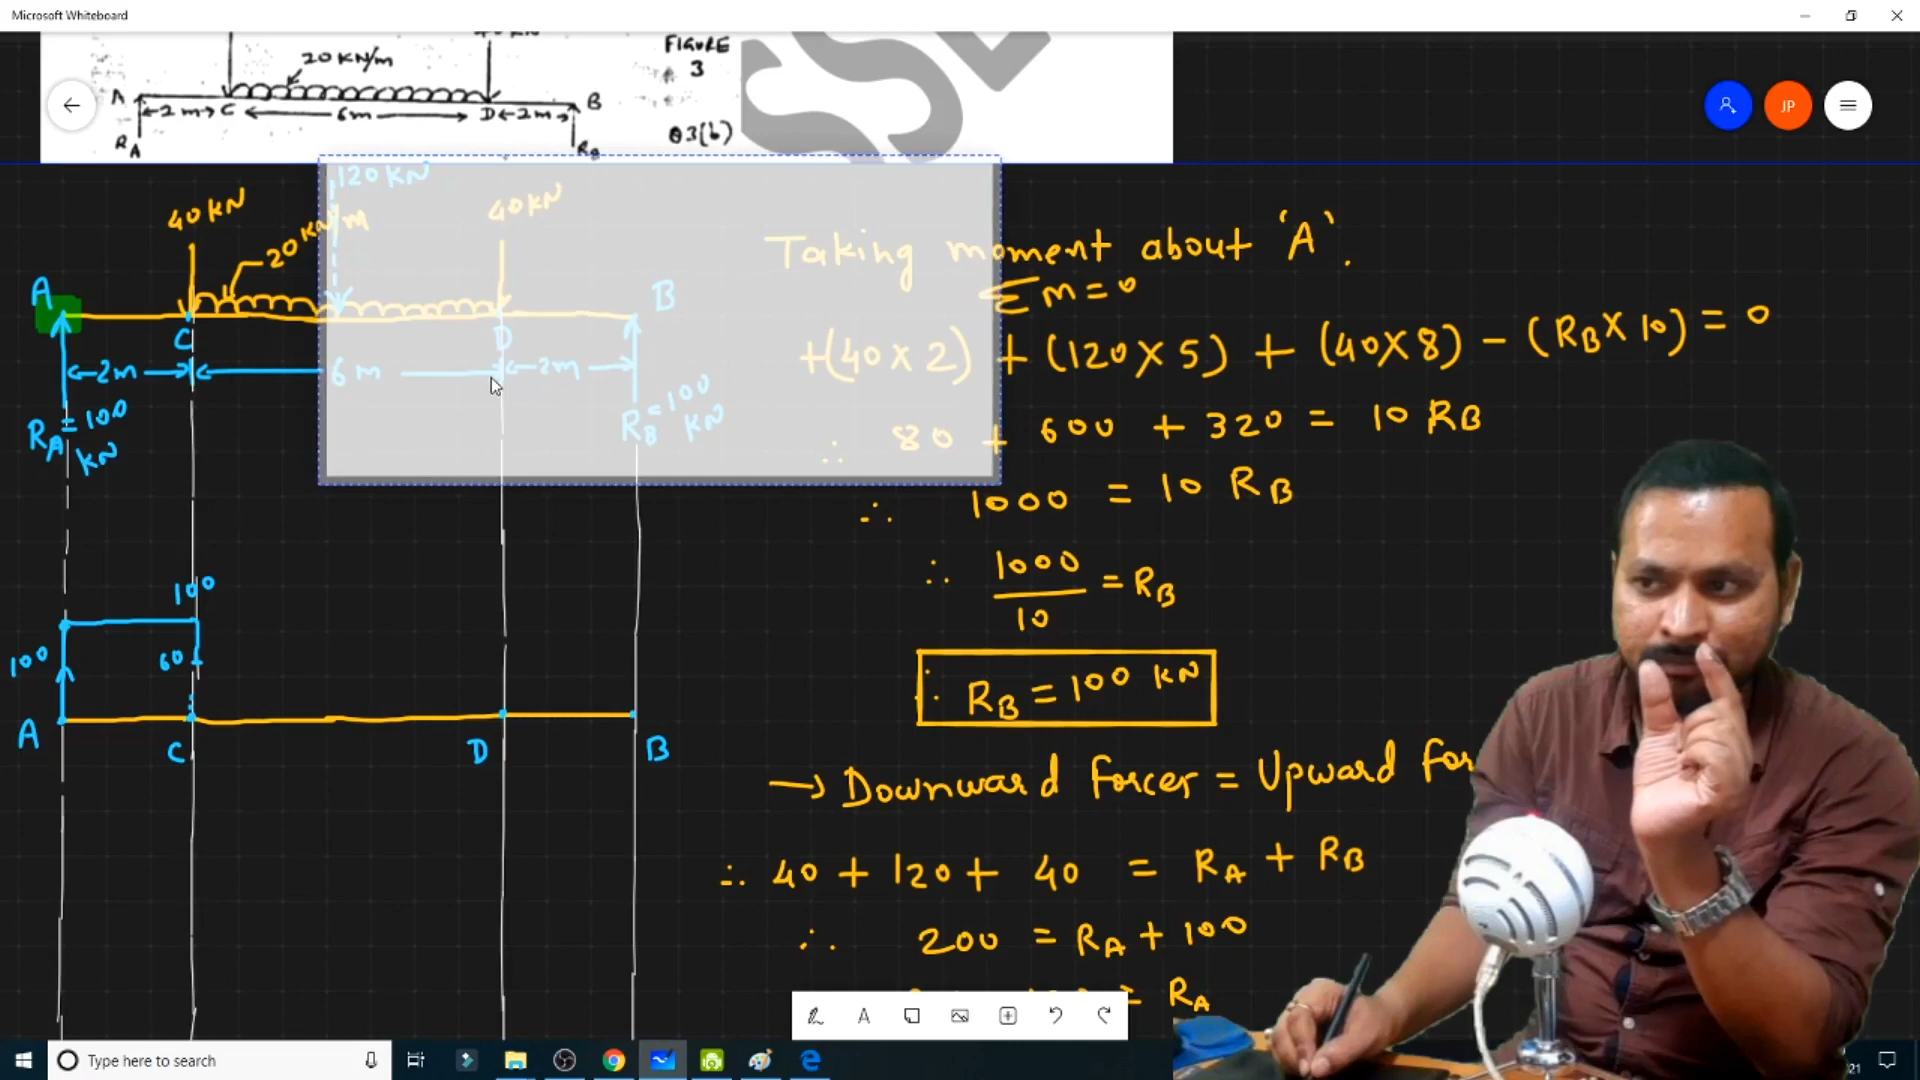 Microsoft Whiteboard
20 KN/m
FIGURE
3
A
2 m
C
6m
D
2m
B
RA
Q3(b)
JP
120 KN
40 KN
40 KN
20 KN/m
A
C
D
B
2m
6 m
2m
RA = 100 KN
RB = 100 KN
100
100
60
A
C
D
B
Taking moment about 'A'.
Σm = 0
+(40 x 2) + (120 x 5) + (40 x 8) - (RB x 10) = 0
∴ 80 + 600 + 320 = 10 RB
∴ 1000 = 10 RB
∴ 1000/10 = RB
∴ RB = 100 KN
→ Downward forces = Upward for
∴ 40 + 120 + 40 = RA + RB
∴ 200 = RA + 100
= RA
Type here to search
21